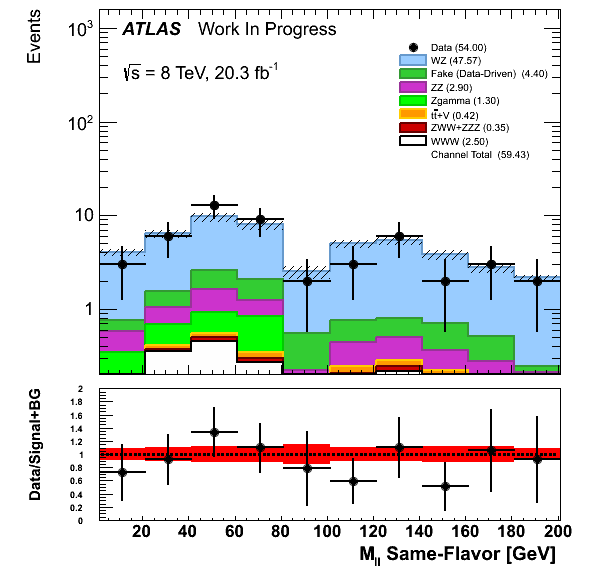 Events
10³
10²
10
1
ATLAS Work In Progress
√s = 8 TeV, 20.3 fb⁻¹
Data (54.00)
WZ (47.57)
Fake (Data-Driven) (4.40)
ZZ (2.90)
Zgamma (1.30)
tt̄+V (0.42)
ZWW+ZZZ (0.35)
WWW (2.50)
Channel Total (59.43)
Data/Signal+BG
2
1.8
1.6
1.4
1.2
1
0.8
0.6
0.4
0.2
0
20 40 60 80 100 120 140 160 180 200
M_ll Same-Flavor [GeV]